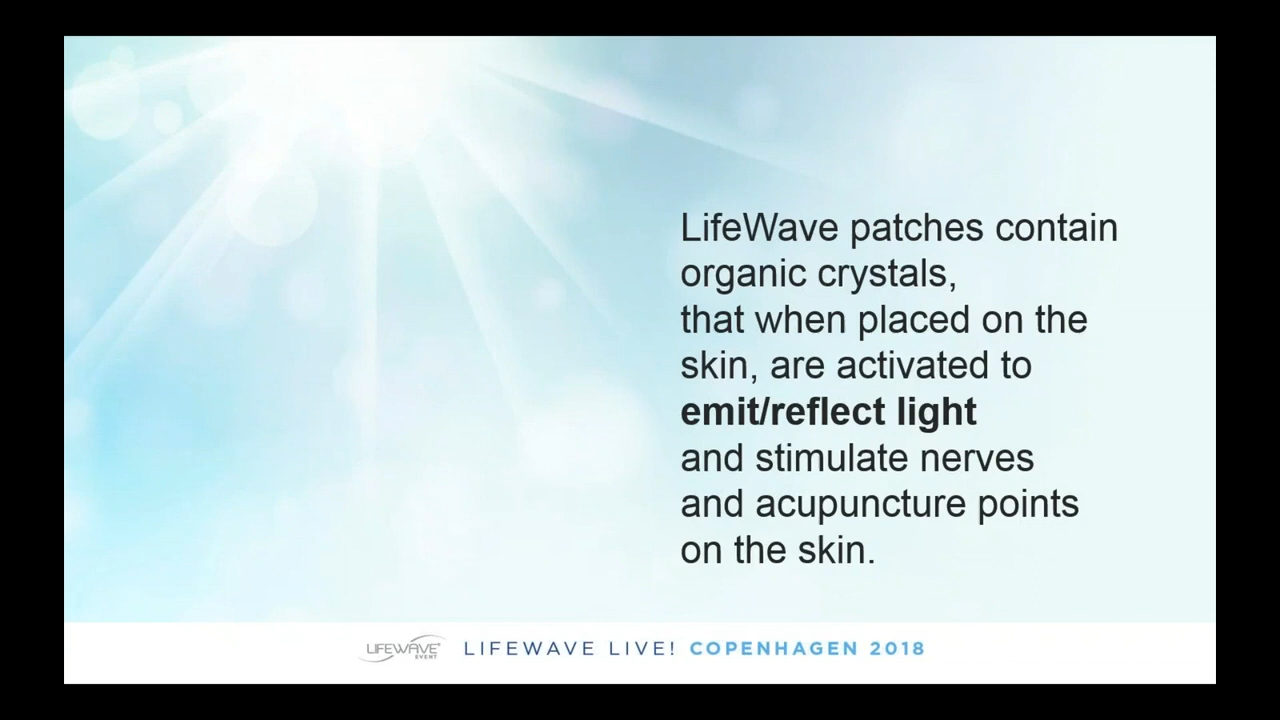 LifeWave patches contain
organic crystals,
that when placed on the
skin, are activated to
emit/reflect light
and stimulate nerves
and acupuncture points
on the skin.
LIFEWAVE EVENT LIFEWAVE LIVE! COPENHAGEN 2018